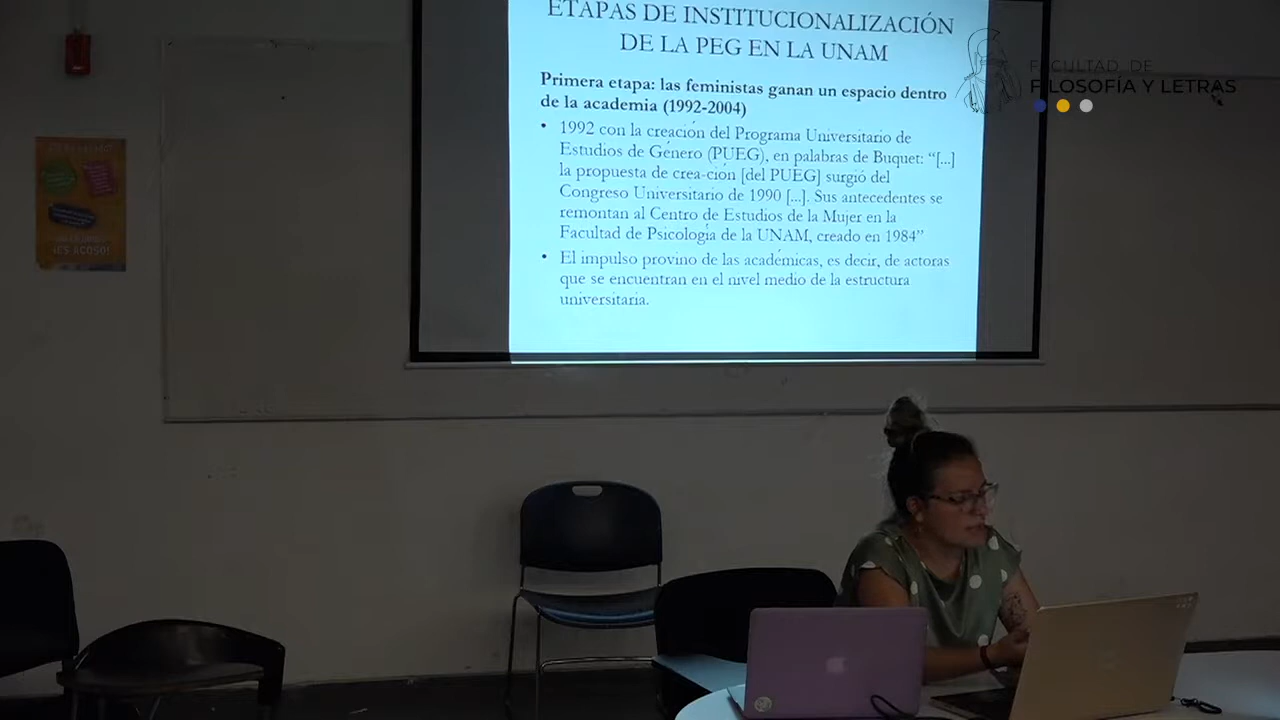 ETAPAS DE INSTITUCIONALIZACIÓN
DE LA PEG EN LA UNAM
Primera etapa: las feministas ganan un espacio dentro
de la academia (1992-2004)
• 1992 con la creación del Programa Universitario de
Estudios de Género (PUEG), en palabras de Buquet: “[...]
la propuesta de crea-ción [del PUEG] surgió del
Congreso Universitario de 1990 [...]. Sus antecedentes se
remontan al Centro de Estudios de la Mujer en la
Facultad de Psicología de la UNAM, creado en 1984”
• El impulso provino de las académicas, es decir, de actoras
que se encuentran en el nivel medio de la estructura
universitaria.
FACULTAD DE
FILOSOFÍA Y LETRAS
¡ES ACOSO!